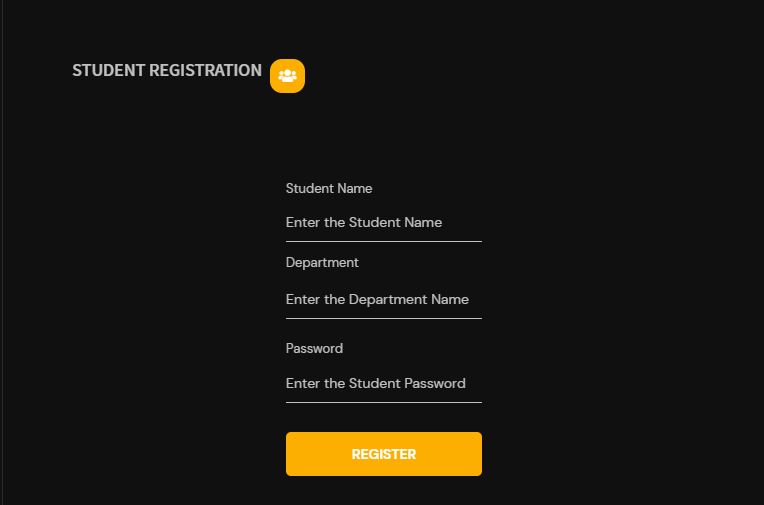 STUDENT REGISTRATION
Student Name
Enter the Student Name
Department
Enter the Department Name
Password
Enter the Student Password
REGISTER